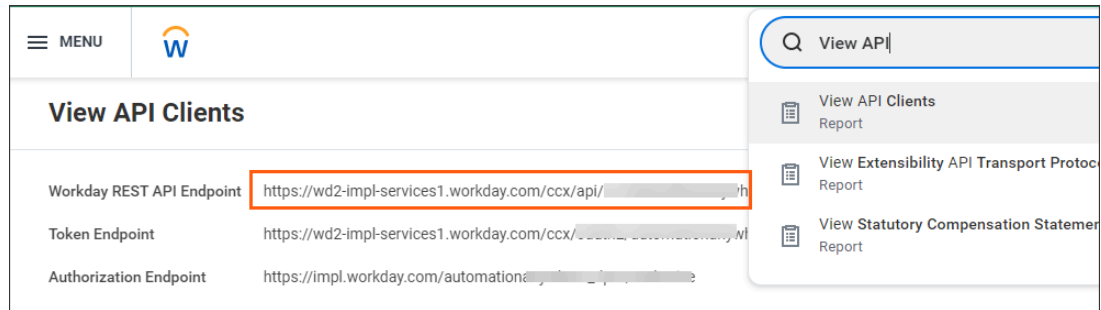 MENU
View API
View API Clients
Report
View Extensibility API Transport Protoc
Report
View Statutory Compensation Statemer
Report
View API Clients
Workday REST API Endpoint https://wd2-impl-services1.workday.com/ccx/api/
Token Endpoint https://wd2-impl-services1.workday.com/ccx/
Authorization Endpoint https://impl.workday.com/automationa